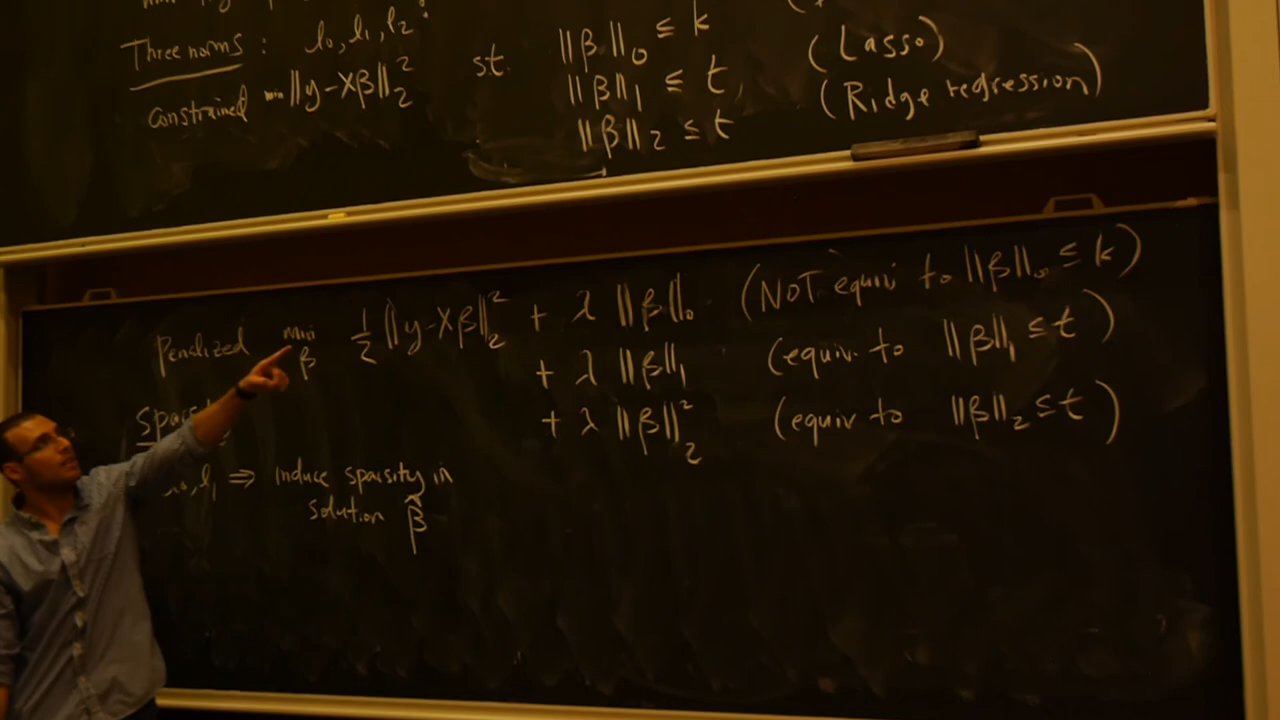 Three norms : l0, l1, l2.
constrained min ||y-Xβ||₂² st. ||β||₀ ≤ k
||β||₁ ≤ t, (Lasso)
||β||₂ ≤ t (Ridge regression)
Penalized min β ½ ||y-Xβ||₂² + λ ||β||₀ (NOT equiv to ||β||₀ ≤ k)
+ λ ||β||₁ (equiv. to ||β||₁ ≤ t)
+ λ ||β||₂² (equiv to ||β||₂ ≤ t)
l1 ⇒ Induce sparsity in
solution β̂